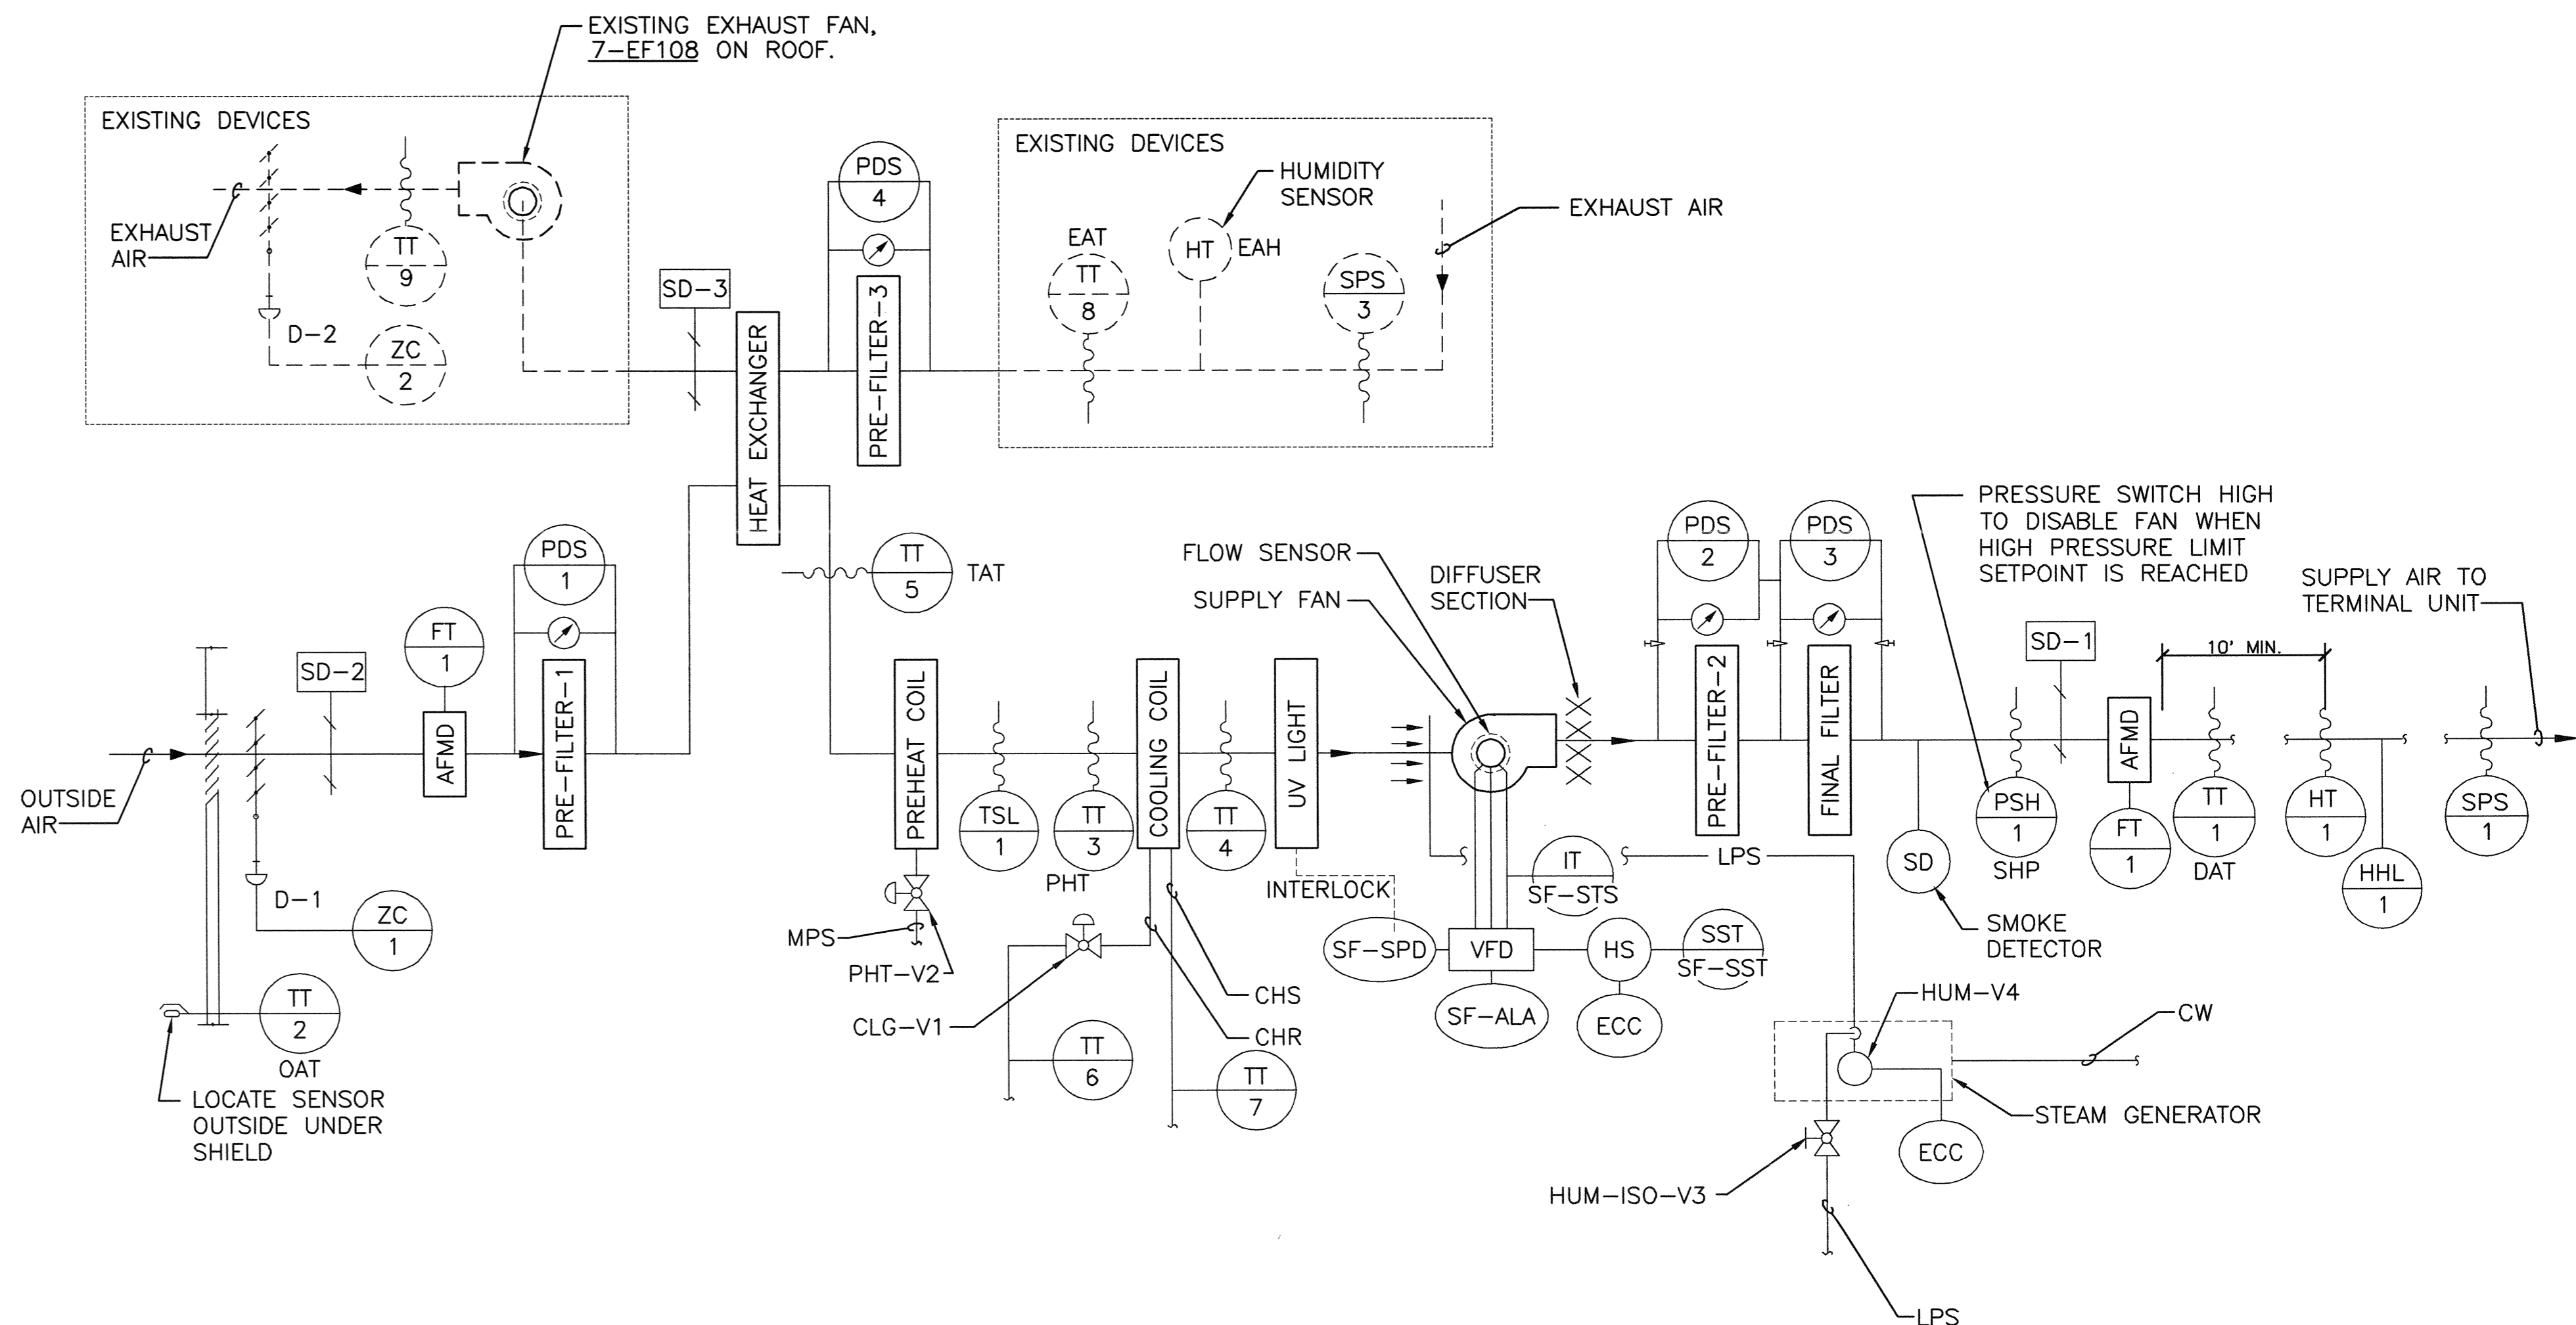 EXISTING EXHAUST FAN,
7-EF108 ON ROOF.
EXISTING DEVICES
EXHAUST
AIR
TT
9
D-2
ZC
2
SD-3
HEAT EXCHANGER
PDS
4
PRE-FILTER-3
EXISTING DEVICES
HUMIDITY
SENSOR
EAT
TT
8
HT
EAH
SPS
3
EXHAUST AIR
OUTSIDE
AIR
SD-2
FT
1
AFMD
PDS
1
PRE-FILTER-1
D-1
ZC
1
TT
2
OAT
LOCATE SENSOR
OUTSIDE UNDER
SHIELD
TT
5
TAT
PREHEAT COIL
MPS
PHT-V2
TSL
1
TT
3
PHT
COOLING COIL
TT
4
UV LIGHT
INTERLOCK
CLG-V1
CHS
CHR
TT
6
TT
7
FLOW SENSOR
SUPPLY FAN
DIFFUSER
SECTION
IT
SF-STS
SF-SPD
VFD
HS
SST
SF-SST
SF-ALA
ECC
PDS
2
PDS
3
PRE-FILTER-2
FINAL FILTER
LPS
HUM-V4
CW
STEAM GENERATOR
ECC
HUM-ISO-V3
LPS
PRESSURE SWITCH HIGH
TO DISABLE FAN WHEN
HIGH PRESSURE LIMIT
SETPOINT IS REACHED
SD
SMOKE
DETECTOR
PSH
1
SHP
SD-1
AFMD
FT
1
10' MIN.
TT
1
DAT
HT
1
HHL
1
SUPPLY AIR TO
TERMINAL UNIT
SPS
1